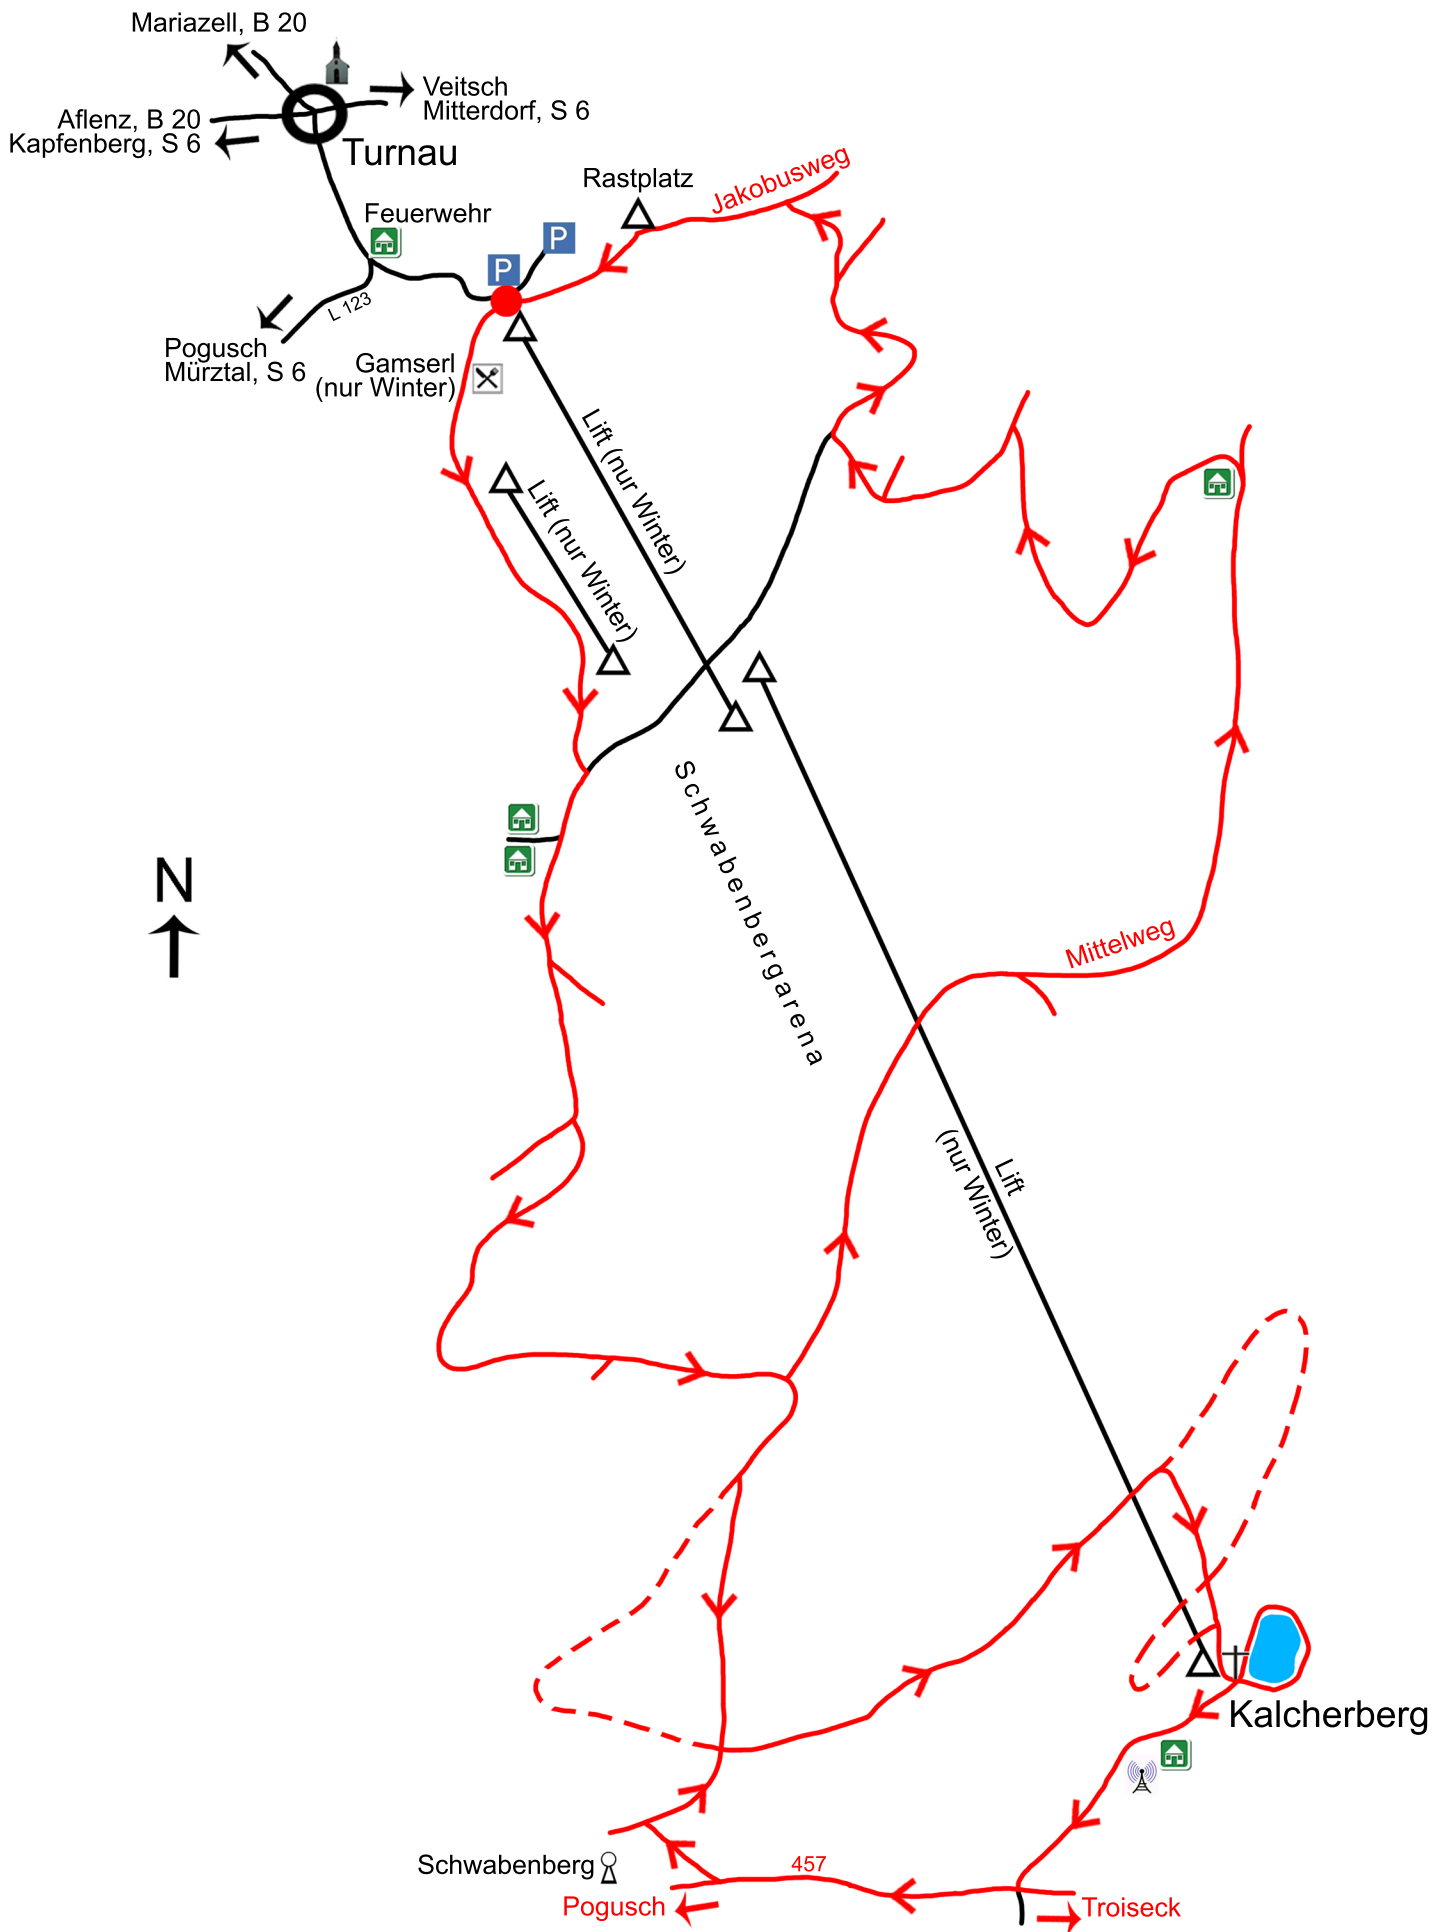 Mariazell, B 20
Veitsch
Mitterdorf, S 6
Aflenz, B 20
Kapfenberg, S 6
Turnau
Jakobusweg
Rastplatz
Feuerwehr
P
P
L 123
Pogusch
Mürztal, S 6
Gamserl
(nur Winter)
Lift (nur Winter)
Lift (nur Winter)
Schwabenbergarena
N
Mittelweg
Lift
(nur Winter)
Kalcherberg
Schwabenberg
457
Pogusch
Troiseck